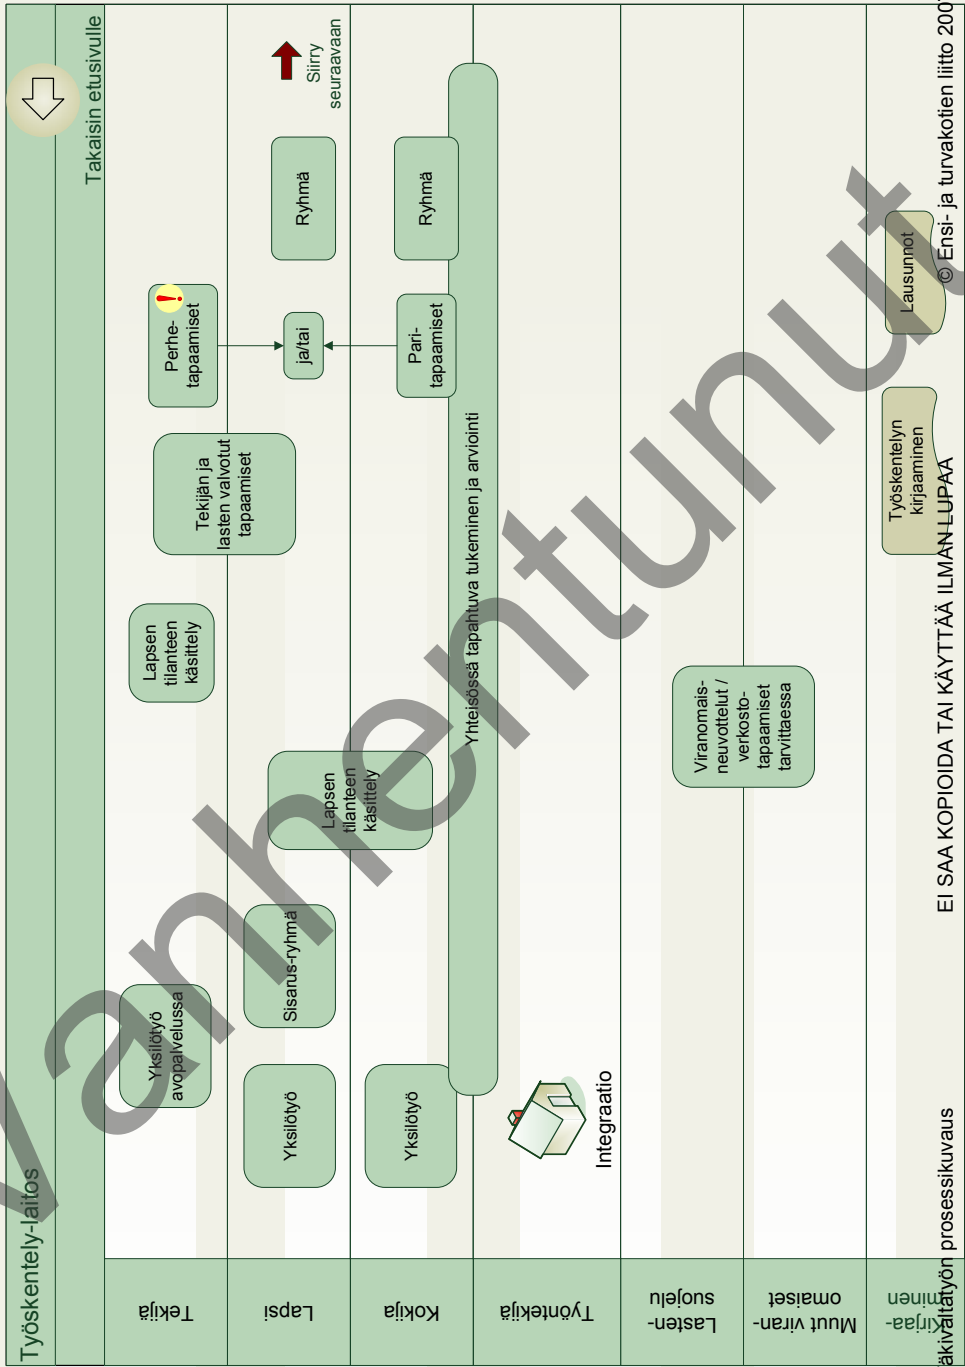 Työskentely-laitos
Takaisin etusivulle
Tekijä
Yksilötyö
avopalvelussa
Lapsen
tilanteen
käsittely
Tekijän ja
lasten valvotut
tapaamiset
Perhe-
tapaamiset
!
Lapsi
Yksilötyö
Sisarus-ryhmä
Lapsen
tilanteen
käsittely
ja/tai
Ryhmä
Siirry
seuraavaan
Kokija
Yksilötyö
Pari-
tapaamiset
Ryhmä
Yhteisössä tapahtuva tukeminen ja arviointi
Työntekijä
Integraatio
Lasten-
suojelu
Viranomais-
neuvottelut /
verkosto-
tapaamiset
tarvittaessa
Muut viran-
omaiset
Kirjaa-
minen
Työskentelyn
kirjaaminen
Lausunnot
äkivaltatyön prosessikuvaus
EI SAA KOPIOIDA TAI KÄYTTÄÄ ILMAN LUPAA
© Ensi- ja turvakotien liitto 200
Vanhentunut